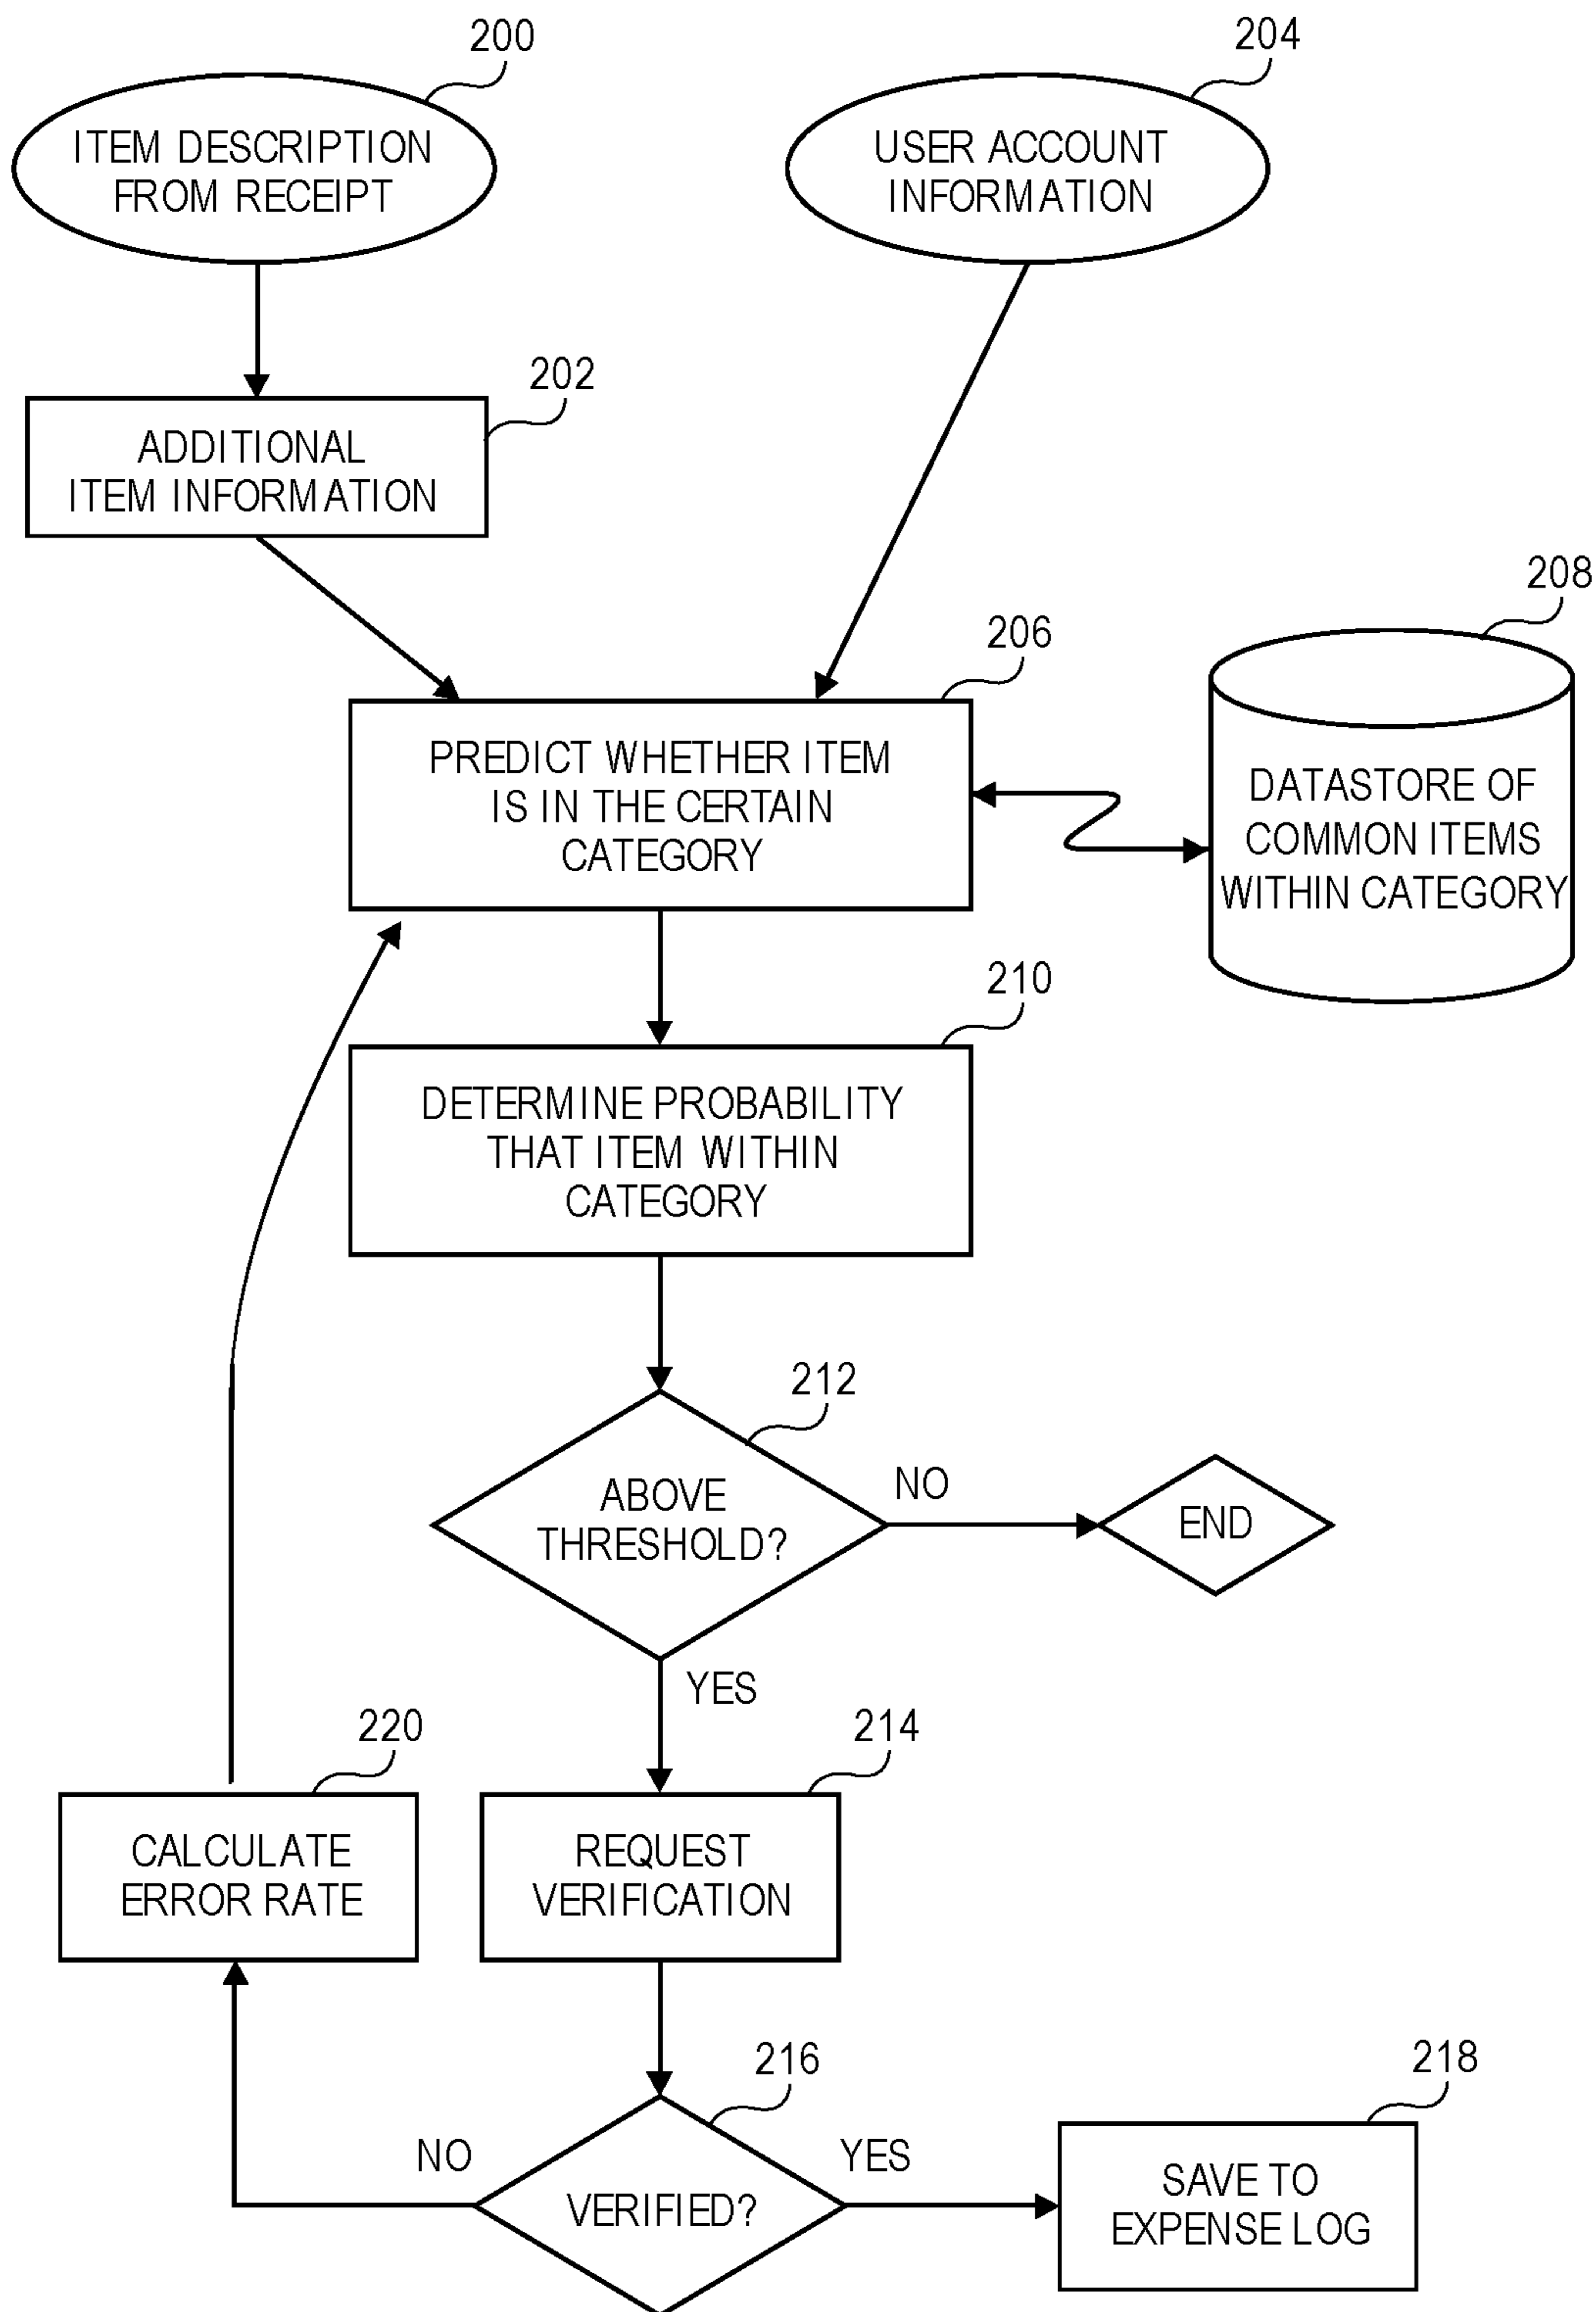 200
ITEM DESCRIPTION
FROM RECEIPT
204
USER ACCOUNT
INFORMATION
202
ADDITIONAL
ITEM INFORMATION
206
PREDICT WHETHER ITEM
IS IN THE CERTAIN
CATEGORY
208
DATASTORE OF
COMMON ITEMS
WITHIN CATEGORY
210
DETERMINE PROBABILITY
THAT ITEM WITHIN
CATEGORY
212
ABOVE
THRESHOLD?
NO
END
YES
220
CALCULATE
ERROR RATE
214
REQUEST
VERIFICATION
216
VERIFIED?
NO
YES
218
SAVE TO
EXPENSE LOG